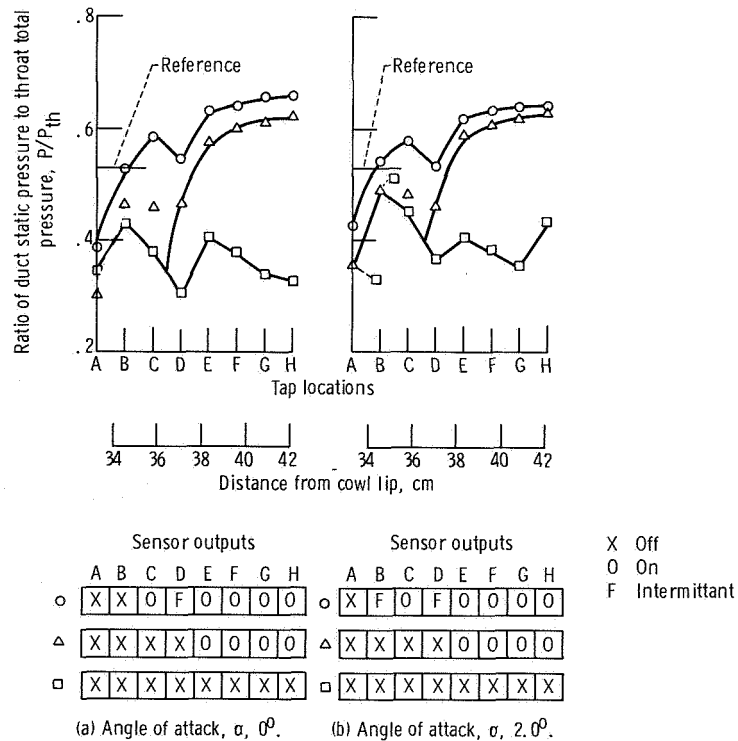 Ratio of duct static pressure to throat total
pressure, P/Pth
.8
.6
.4
.2
Reference
Reference
A B C D E F G H
A B C D E F G H
Tap locations
34 36 38 40 42
34 36 38 40 42
Distance from cowl lip, cm
Sensor outputs
A B C D E F G H
X X O F O O O O
X X X X O O O O
X X X X X X X X
(a) Angle of attack, α, 0⁰.
Sensor outputs
A B C D E F G H
X F O F O O O O
X X X X O O O O
X X X X X X X X
(b) Angle of attack, α, 2.0⁰.
X Off
O On
F Intermittant